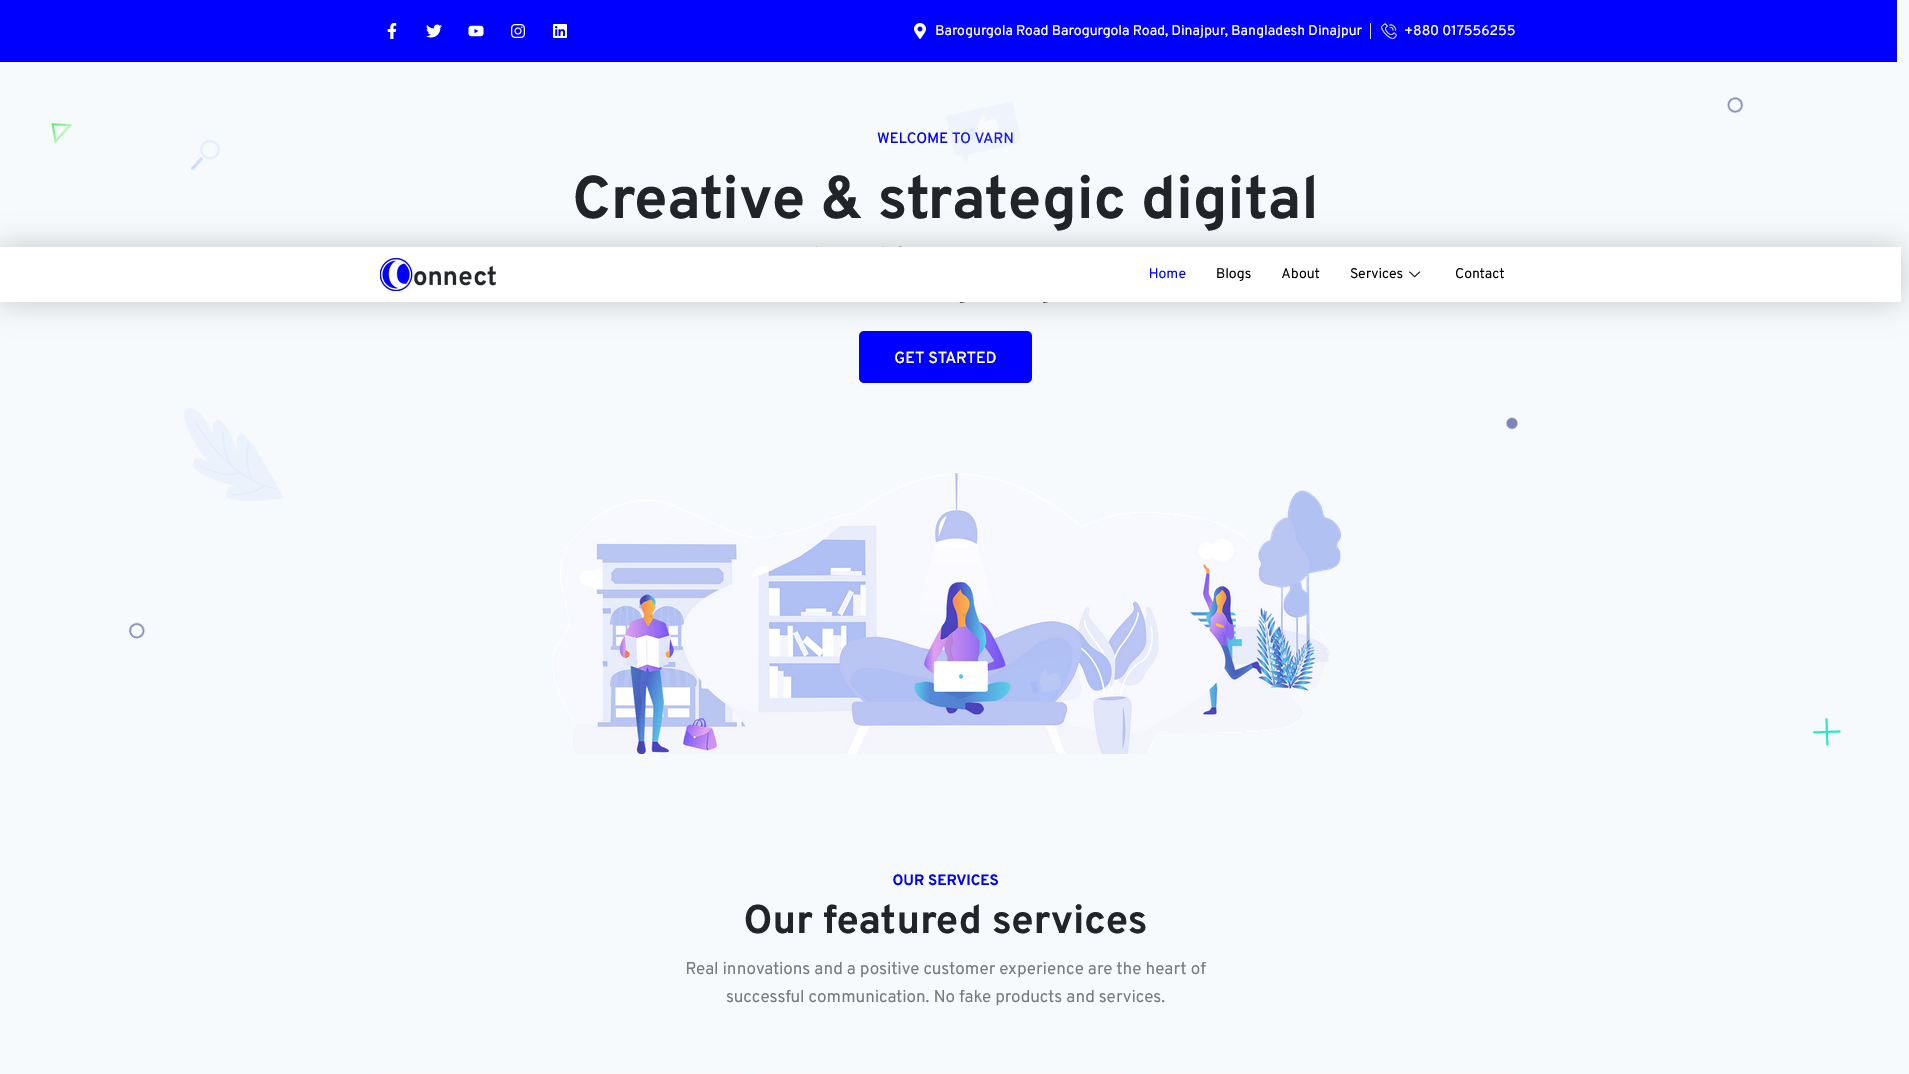 Barogurgola Road Barogurgola Road, Dinajpur, Bangladesh Dinajpur | +880 017556255
WELCOME TO VARN
Creative & strategic digital
Connect
Home Blogs About Services Contact
GET STARTED
OUR SERVICES
Our featured services
Real innovations and a positive customer experience are the heart of
successful communication. No fake products and services.